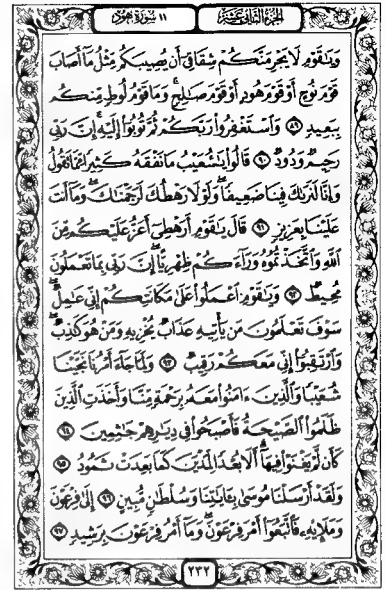 الجزء الثاني عشر
١١ سورة هود
وَيَٰقَوْمِ لَا يَجْرِمَنَّكُمْ شِقَاقِىٓ أَن يُصِيبَكُم مِّثْلُ مَآ أَصَابَ
قَوْمَ نُوحٍ أَوْ قَوْمَ هُودٍ أَوْ قَوْمَ صَٰلِحٍ ۚ وَمَا قَوْمُ لُوطٍ مِّنكُم
بِبَعِيدٍ ٨٩ وَٱسْتَغْفِرُوا۟ رَبَّكُمْ ثُمَّ تُوبُوٓا۟ إِلَيْهِ ۚ إِنَّ رَبِّى
رَحِيمٌ وَدُودٌ ٩٠ قَالُوا۟ يَٰشُعَيْبُ مَا نَفْقَهُ كَثِيرًا مِّمَّا تَقُولُ
وَإِنَّا لَنَرَىٰكَ فِينَا ضَعِيفًا ۖ وَلَوْلَا رَهْطُكَ لَرَجَمْنَٰكَ ۖ وَمَآ أَنتَ
عَلَيْنَا بِعَزِيزٍ ٩١ قَالَ يَٰقَوْمِ أَرَهْطِىٓ أَعَزُّ عَلَيْكُم مِّنَ
ٱللَّهِ وَٱتَّخَذْتُمُوهُ وَرَآءَكُمْ ظِهْرِيًّا ۖ إِنَّ رَبِّى بِمَا تَعْمَلُونَ
مُحِيطٌ ٩٢ وَيَٰقَوْمِ ٱعْمَلُوا۟ عَلَىٰ مَكَانَتِكُمْ إِنِّى عَٰمِلٌ ۖ
سَوْفَ تَعْلَمُونَ مَن يَأْتِيهِ عَذَابٌ يُخْزِيهِ وَمَنْ هُوَ كَٰذِبٌ ۖ
وَٱرْتَقِبُوٓا۟ إِنِّى مَعَكُمْ رَقِيبٌ ٩٣ وَلَمَّا جَآءَ أَمْرُنَا نَجَّيْنَا
شُعَيْبًا وَٱلَّذِينَ ءَامَنُوا۟ مَعَهُۥ بِرَحْمَةٍ مِّنَّا وَأَخَذَتِ ٱلَّذِينَ
ظَلَمُوا۟ ٱلصَّيْحَةُ فَأَصْبَحُوا۟ فِى دِيَٰرِهِمْ جَٰثِمِينَ ٩٤
كَأَن لَّمْ يَغْنَوْا۟ فِيهَآ ۗ أَلَا بُعْدًا لِّمَدْيَنَ كَمَا بَعِدَتْ ثَمُودُ ٩٥
وَلَقَدْ أَرْسَلْنَا مُوسَىٰ بِـَٔايَٰتِنَا وَسُلْطَٰنٍ مُّبِينٍ ٩٦ إِلَىٰ فِرْعَوْنَ
وَمَلَإِي۟هِۦ فَٱتَّبَعُوٓا۟ أَمْرَ فِرْعَوْنَ ۖ وَمَآ أَمْرُ فِرْعَوْنَ بِرَشِيدٍ ٩٧
٢٣٢